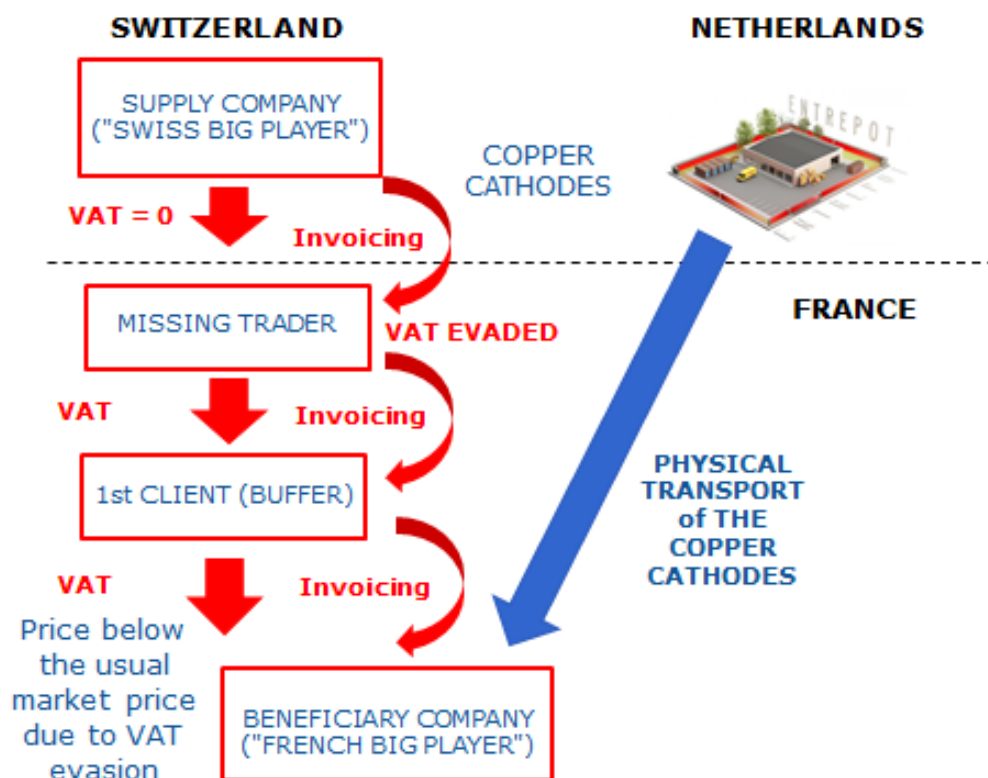 SWITZERLAND
NETHERLANDS
SUPPLY COMPANY
("SWISS BIG PLAYER")
ENTREPOT
ENTREPOT
COPPER
CATHODES
VAT = 0
Invoicing
FRANCE
MISSING TRADER
VAT EVADED
VAT
Invoicing
1st CLIENT (BUFFER)
PHYSICAL
TRANSPORT
of THE
COPPER
CATHODES
VAT
Invoicing
Price below
the usual
market price
due to VAT
evasion
BENEFICIARY COMPANY
("FRENCH BIG PLAYER")